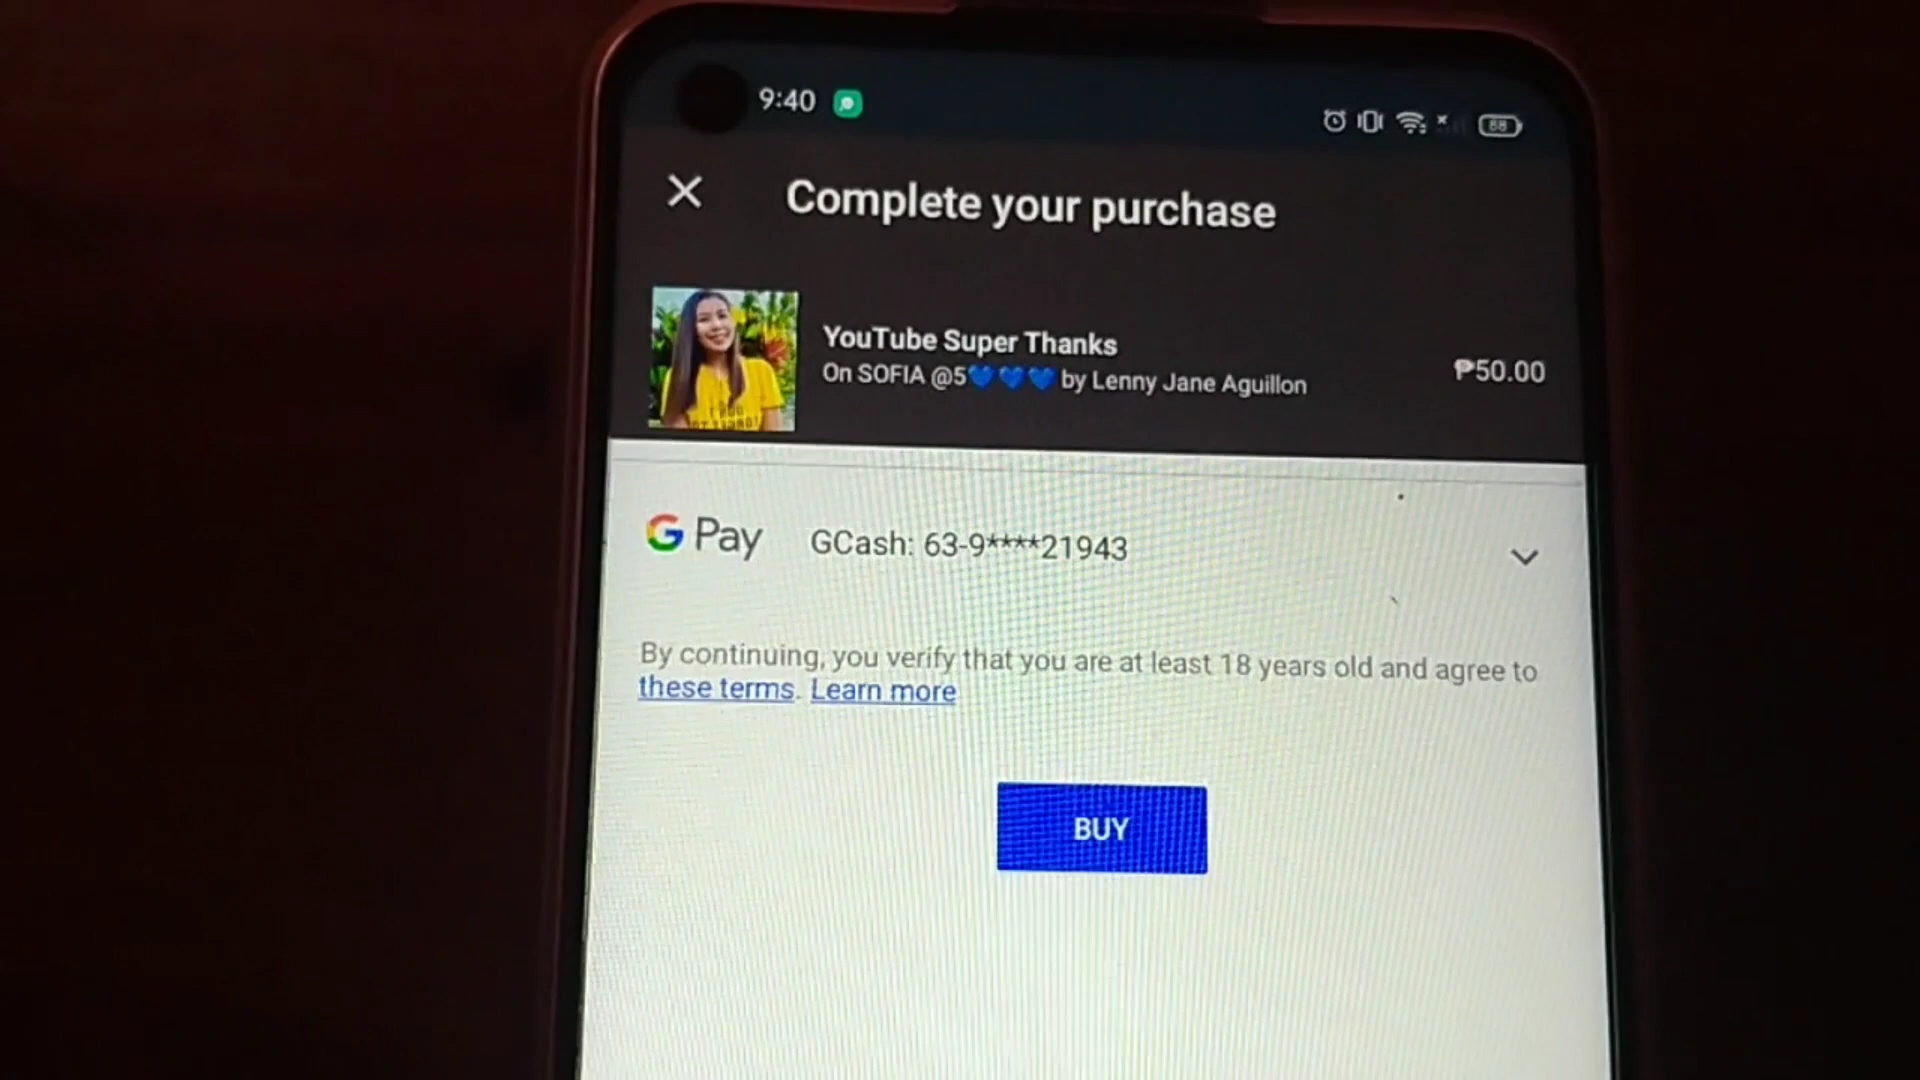 9:40
88
Complete your purchase
YouTube Super Thanks
On SOFIA @5💙💙💙 by Lenny Jane Aguillon
₱50.00
G Pay GCash: 63-9****21943
By continuing, you verify that you are at least 18 years old and agree to
these terms. Learn more
BUY